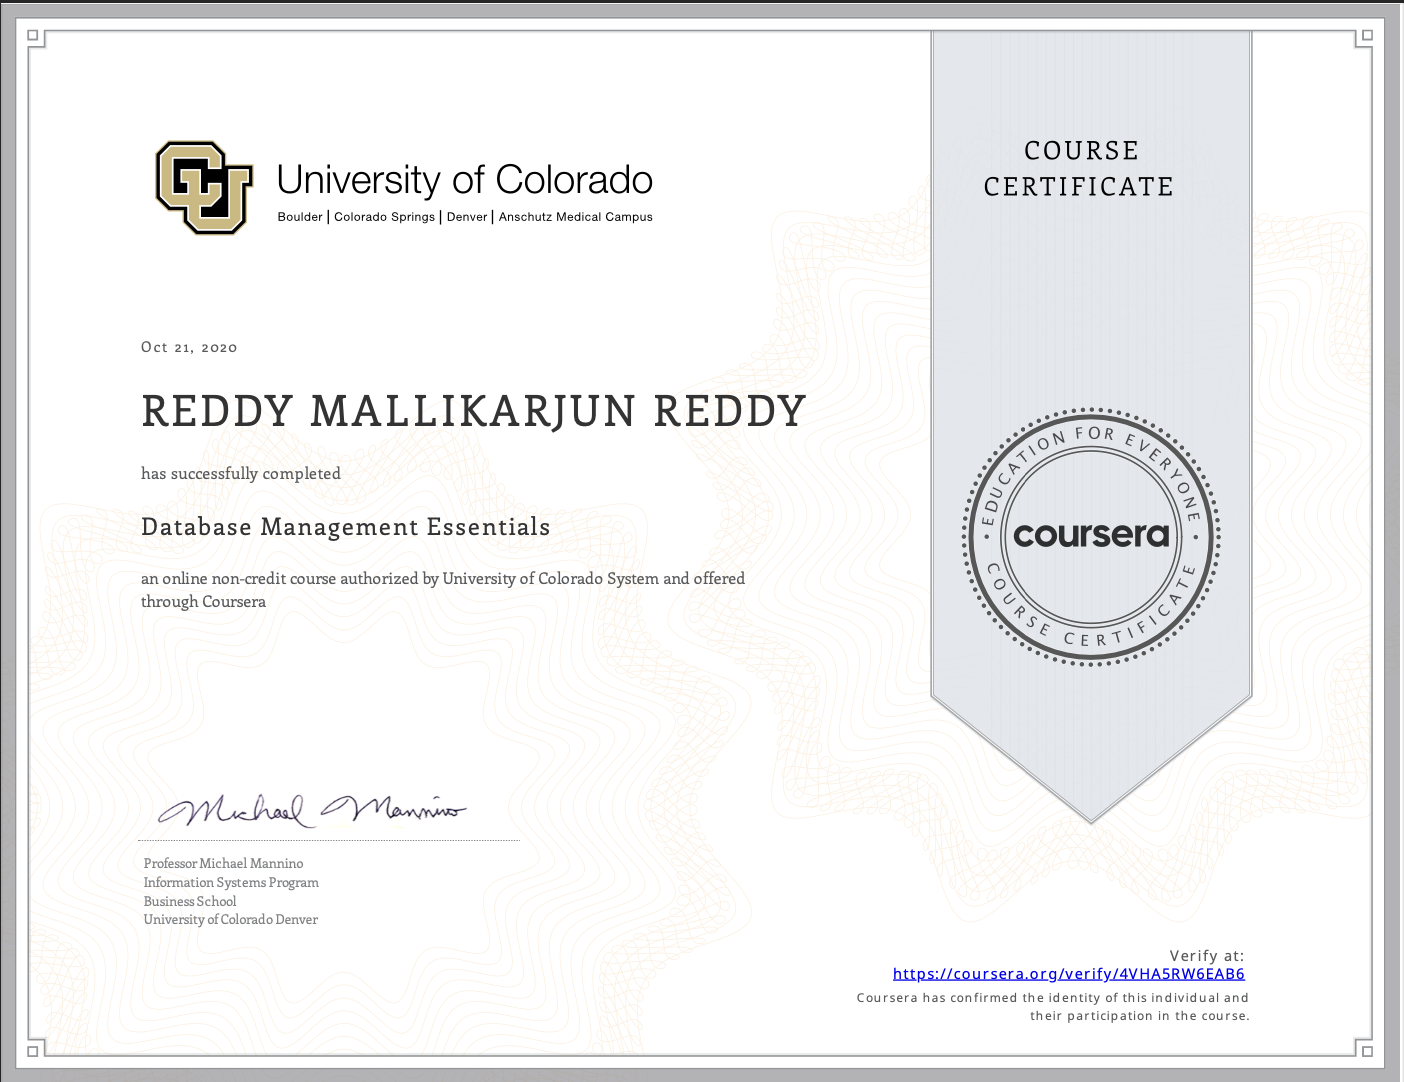 CU
University of Colorado
Boulder | Colorado Springs | Denver | Anschutz Medical Campus
COURSE
CERTIFICATE
Oct 21, 2020
REDDY MALLIKARJUN REDDY
has successfully completed
Database Management Essentials
an online non-credit course authorized by University of Colorado System and offered
through Coursera
EDUCATION FOR EVERYONE
coursera
COURSE CERTIFICATE
Michael Mannino
Professor Michael Mannino
Information Systems Program
Business School
University of Colorado Denver
Verify at:
https://coursera.org/verify/4VHA5RW6EAB6
Coursera has confirmed the identity of this individual and
their participation in the course.